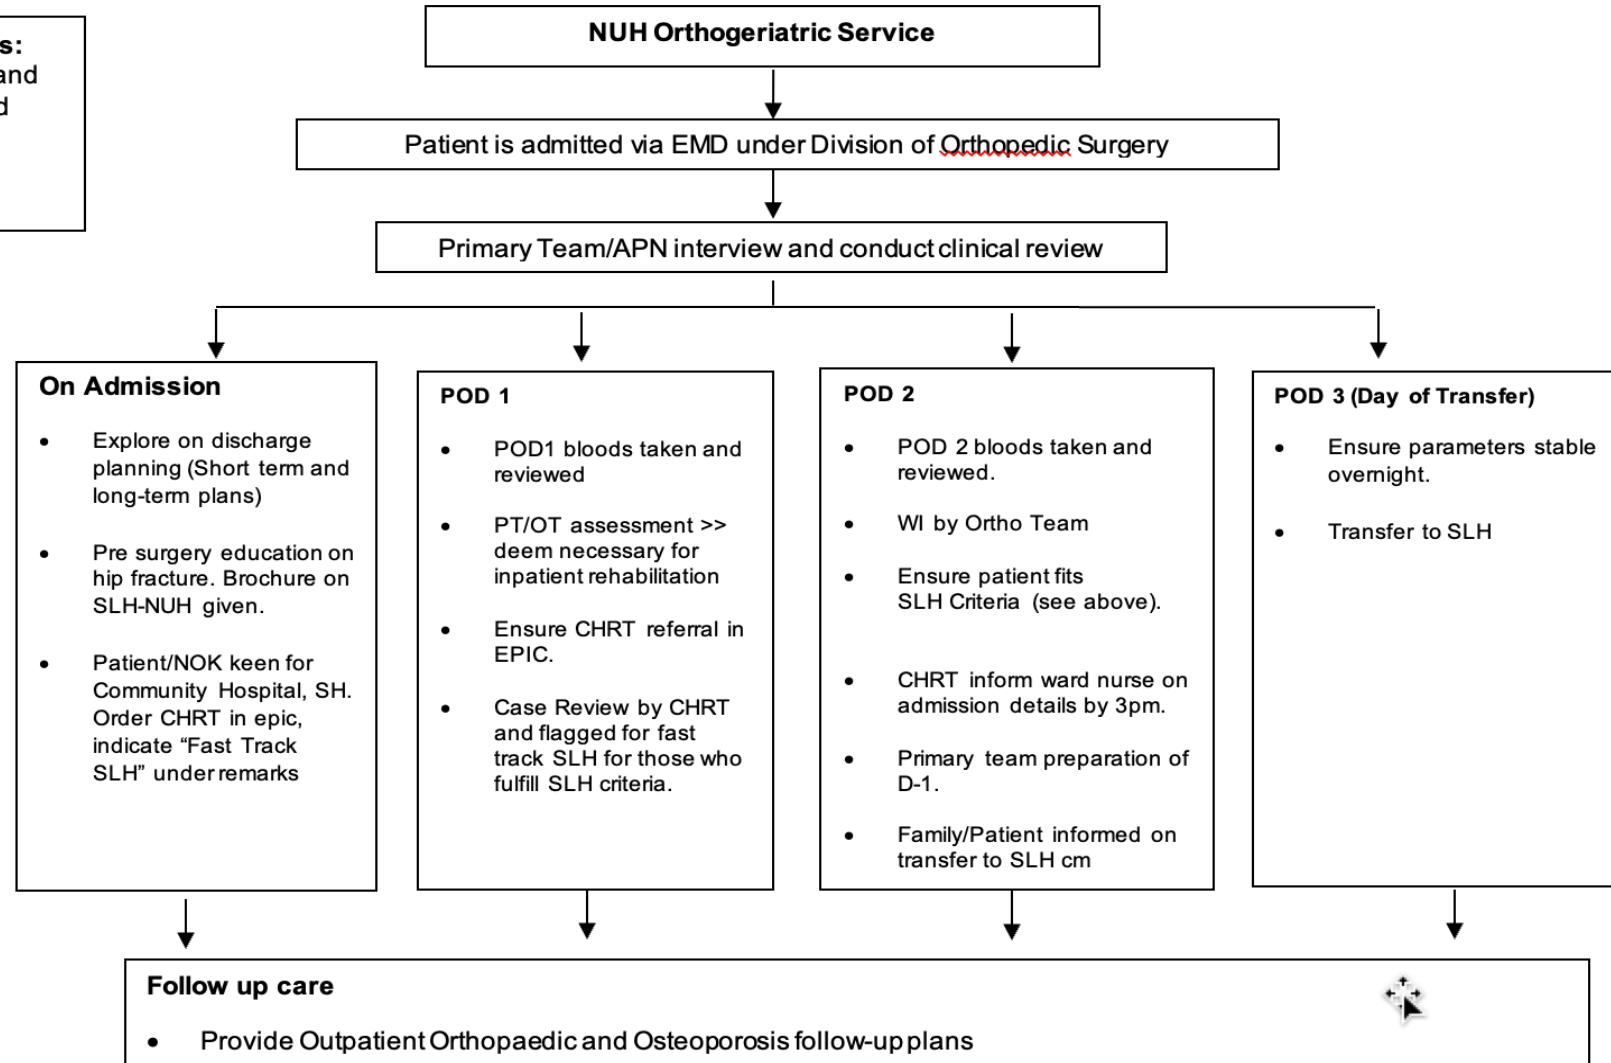 s:
and
d
NUH Orthogeriatric Service
Patient is admitted via EMD under Division of Orthopedic Surgery
Primary Team/APN interview and conduct clinical review
On Admission
• Explore on discharge
planning (Short term and
long-term plans)
• Pre surgery education on
hip fracture. Brochure on
SLH-NUH given.
• Patient/NOK keen for
Community Hospital, SH.
Order CHRT in epic,
indicate “Fast Track
SLH” under remarks
POD 1
• POD1 bloods taken and
reviewed
• PT/OT assessment >>
deem necessary for
inpatient rehabilitation
• Ensure CHRT referral in
EPIC.
• Case Review by CHRT
and flagged for fast
track SLH for those who
fulfill SLH criteria.
POD 2
• POD 2 bloods taken and
reviewed.
• WI by Ortho Team
• Ensure patient fits
SLH Criteria (see above).
• CHRT inform ward nurse on
admission details by 3pm.
• Primary team preparation of
D-1.
• Family/Patient informed on
transfer to SLH cm
POD 3 (Day of Transfer)
• Ensure parameters stable
overnight.
• Transfer to SLH
Follow up care
• Provide Outpatient Orthopaedic and Osteoporosis follow-up plans